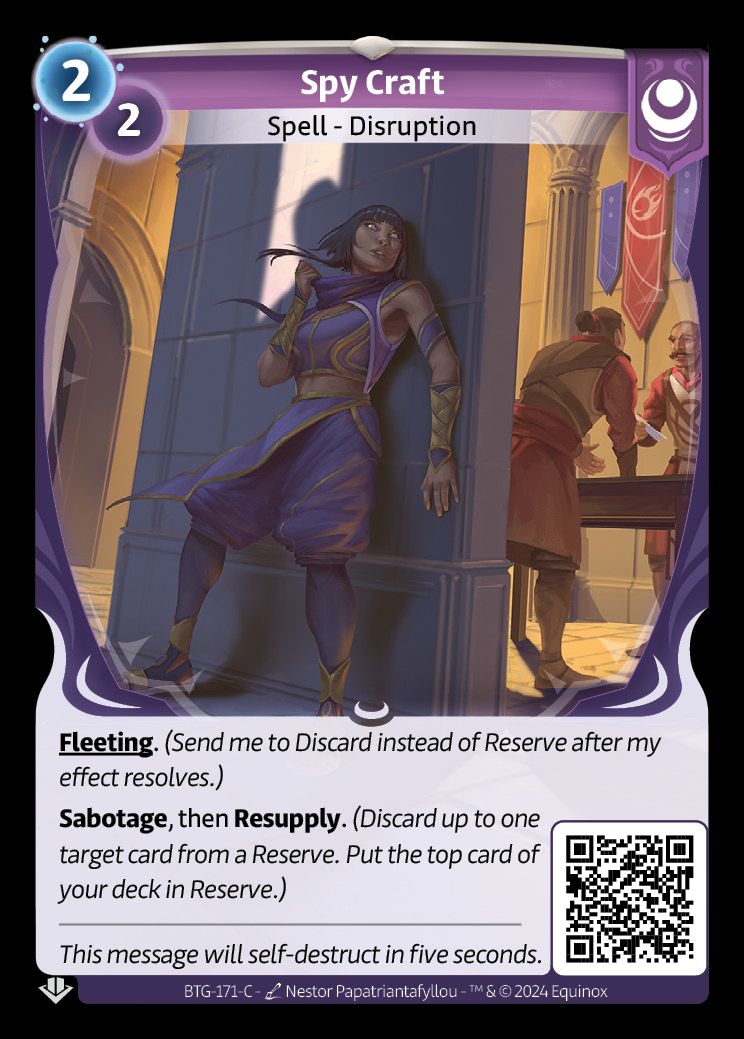 2
Spy Craft
2
Spell - Disruption
Fleeting. (Send me to Discard instead of Reserve after my
effect resolves.)
Sabotage, then Resupply. (Discard up to one
target card from a Reserve. Put the top card of
your deck in Reserve.)
This message will self-destruct in five seconds.
BTG-171-C - Nestor Papatriantafyllou - ™ & © 2024 Equinox